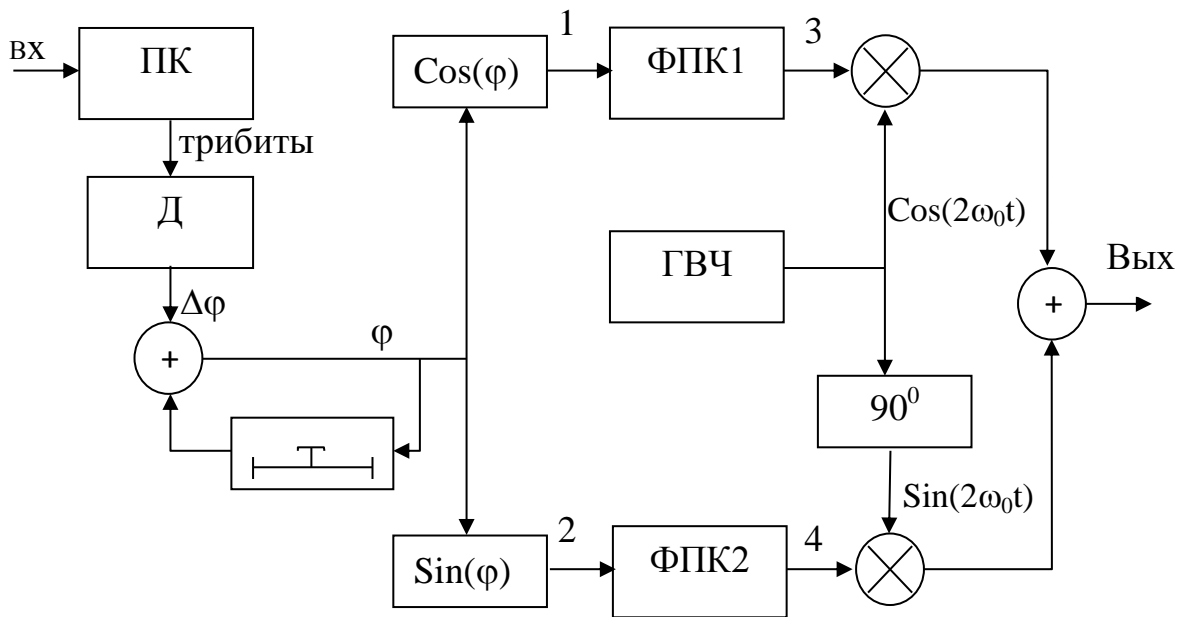 вх
ПК
трибиты
Д
Δφ
+
φ
T
Cos(φ)
1
ФПК1
3
Cos(2ω₀t)
ГВЧ
90⁰
Sin(2ω₀t)
+
Вых
Sin(φ)
2
ФПК2
4